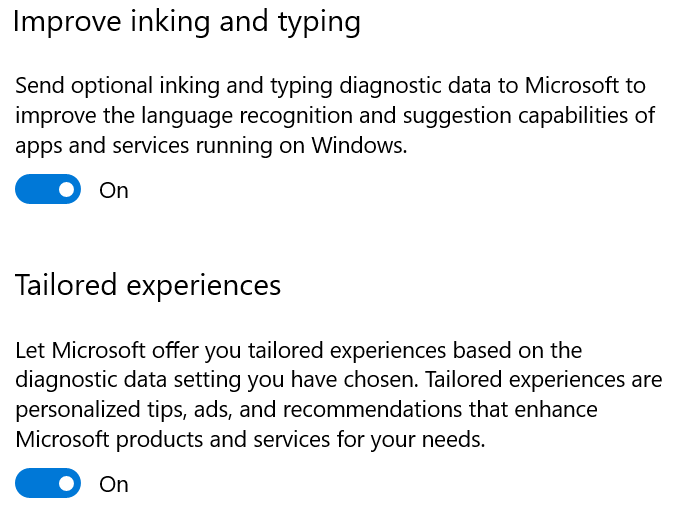 Improve inking and typing
Send optional inking and typing diagnostic data to Microsoft to
improve the language recognition and suggestion capabilities of
apps and services running on Windows.
On
Tailored experiences
Let Microsoft offer you tailored experiences based on the
diagnostic data setting you have chosen. Tailored experiences are
personalized tips, ads, and recommendations that enhance
Microsoft products and services for your needs.
On